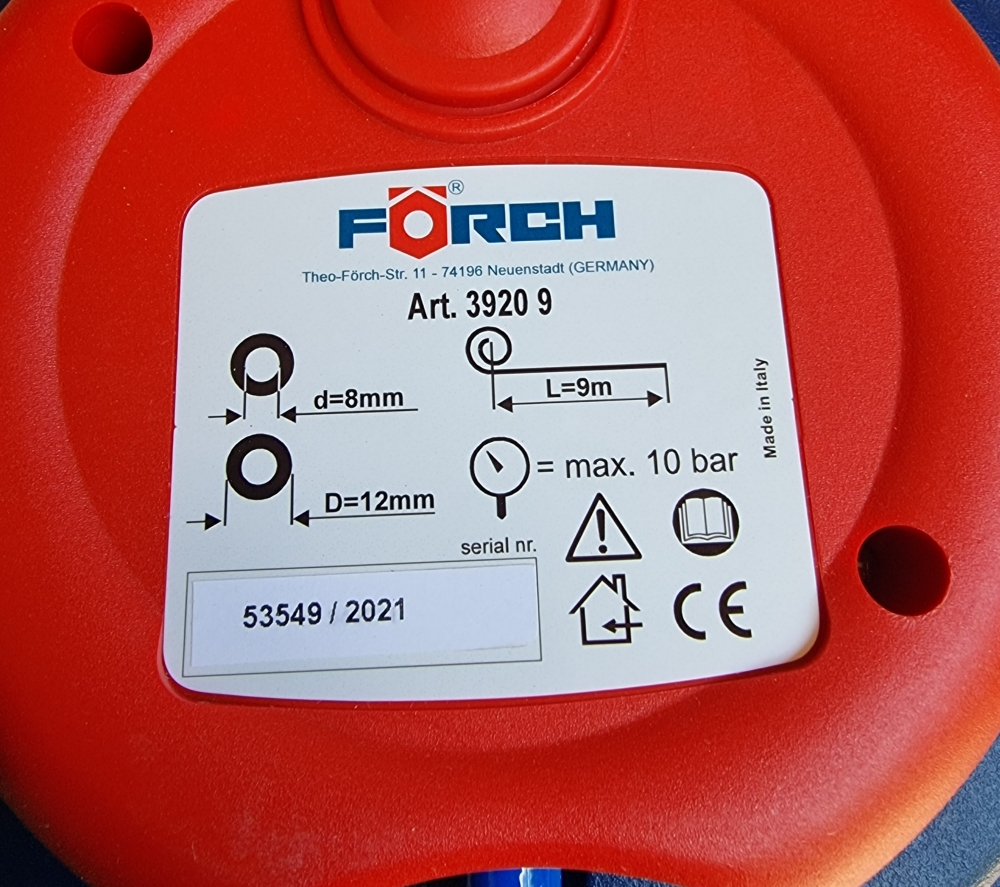 FÖRCH®
Theo-Förch-Str. 11 - 74196 Neuenstadt (GERMANY)
Art. 3920 9
d=8mm
L=9m
D=12mm
= max. 10 bar
Made in Italy
serial nr.
53549 / 2021
CE